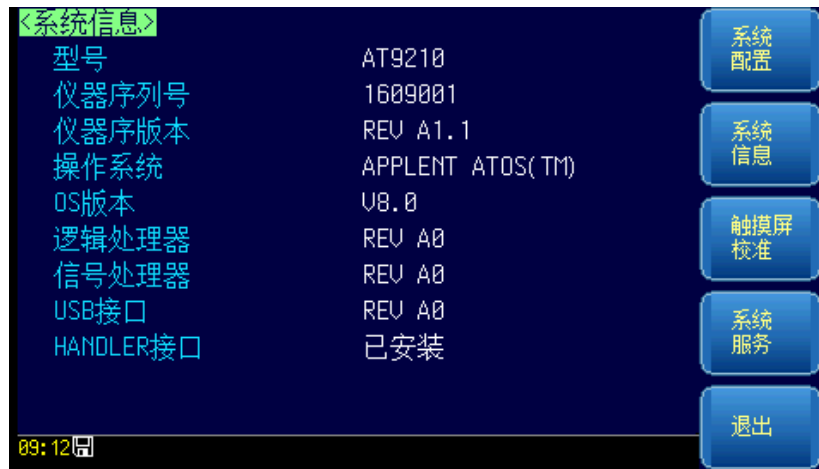 <系统信息>
型号 AT9210
仪器序列号 1609001
仪器序版本 REV A1.1
操作系统 APPLENT ATOS(TM)
OS版本 V8.0
逻辑处理器 REV A0
信号处理器 REV A0
USB接口 REV A0
HANDLER接口 已安装
09:12
系统
配置
系统
信息
触摸屏
校准
系统
服务
退出